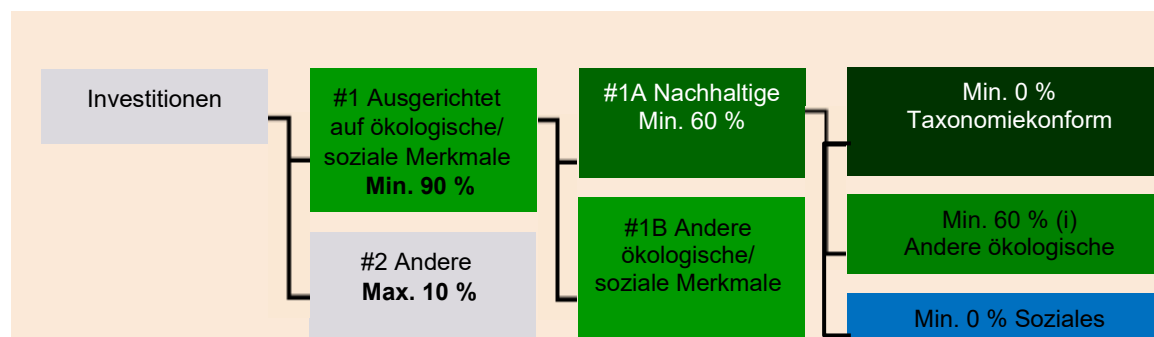 Investitionen
#1 Ausgerichtet
auf ökologische/
soziale Merkmale
Min. 90 %
#2 Andere
Max. 10 %
#1A Nachhaltige
Min. 60 %
#1B Andere
ökologische/
soziale Merkmale
Min. 0 %
Taxonomiekonform
Min. 60 % (i)
Andere ökologische
Min. 0 % Soziales